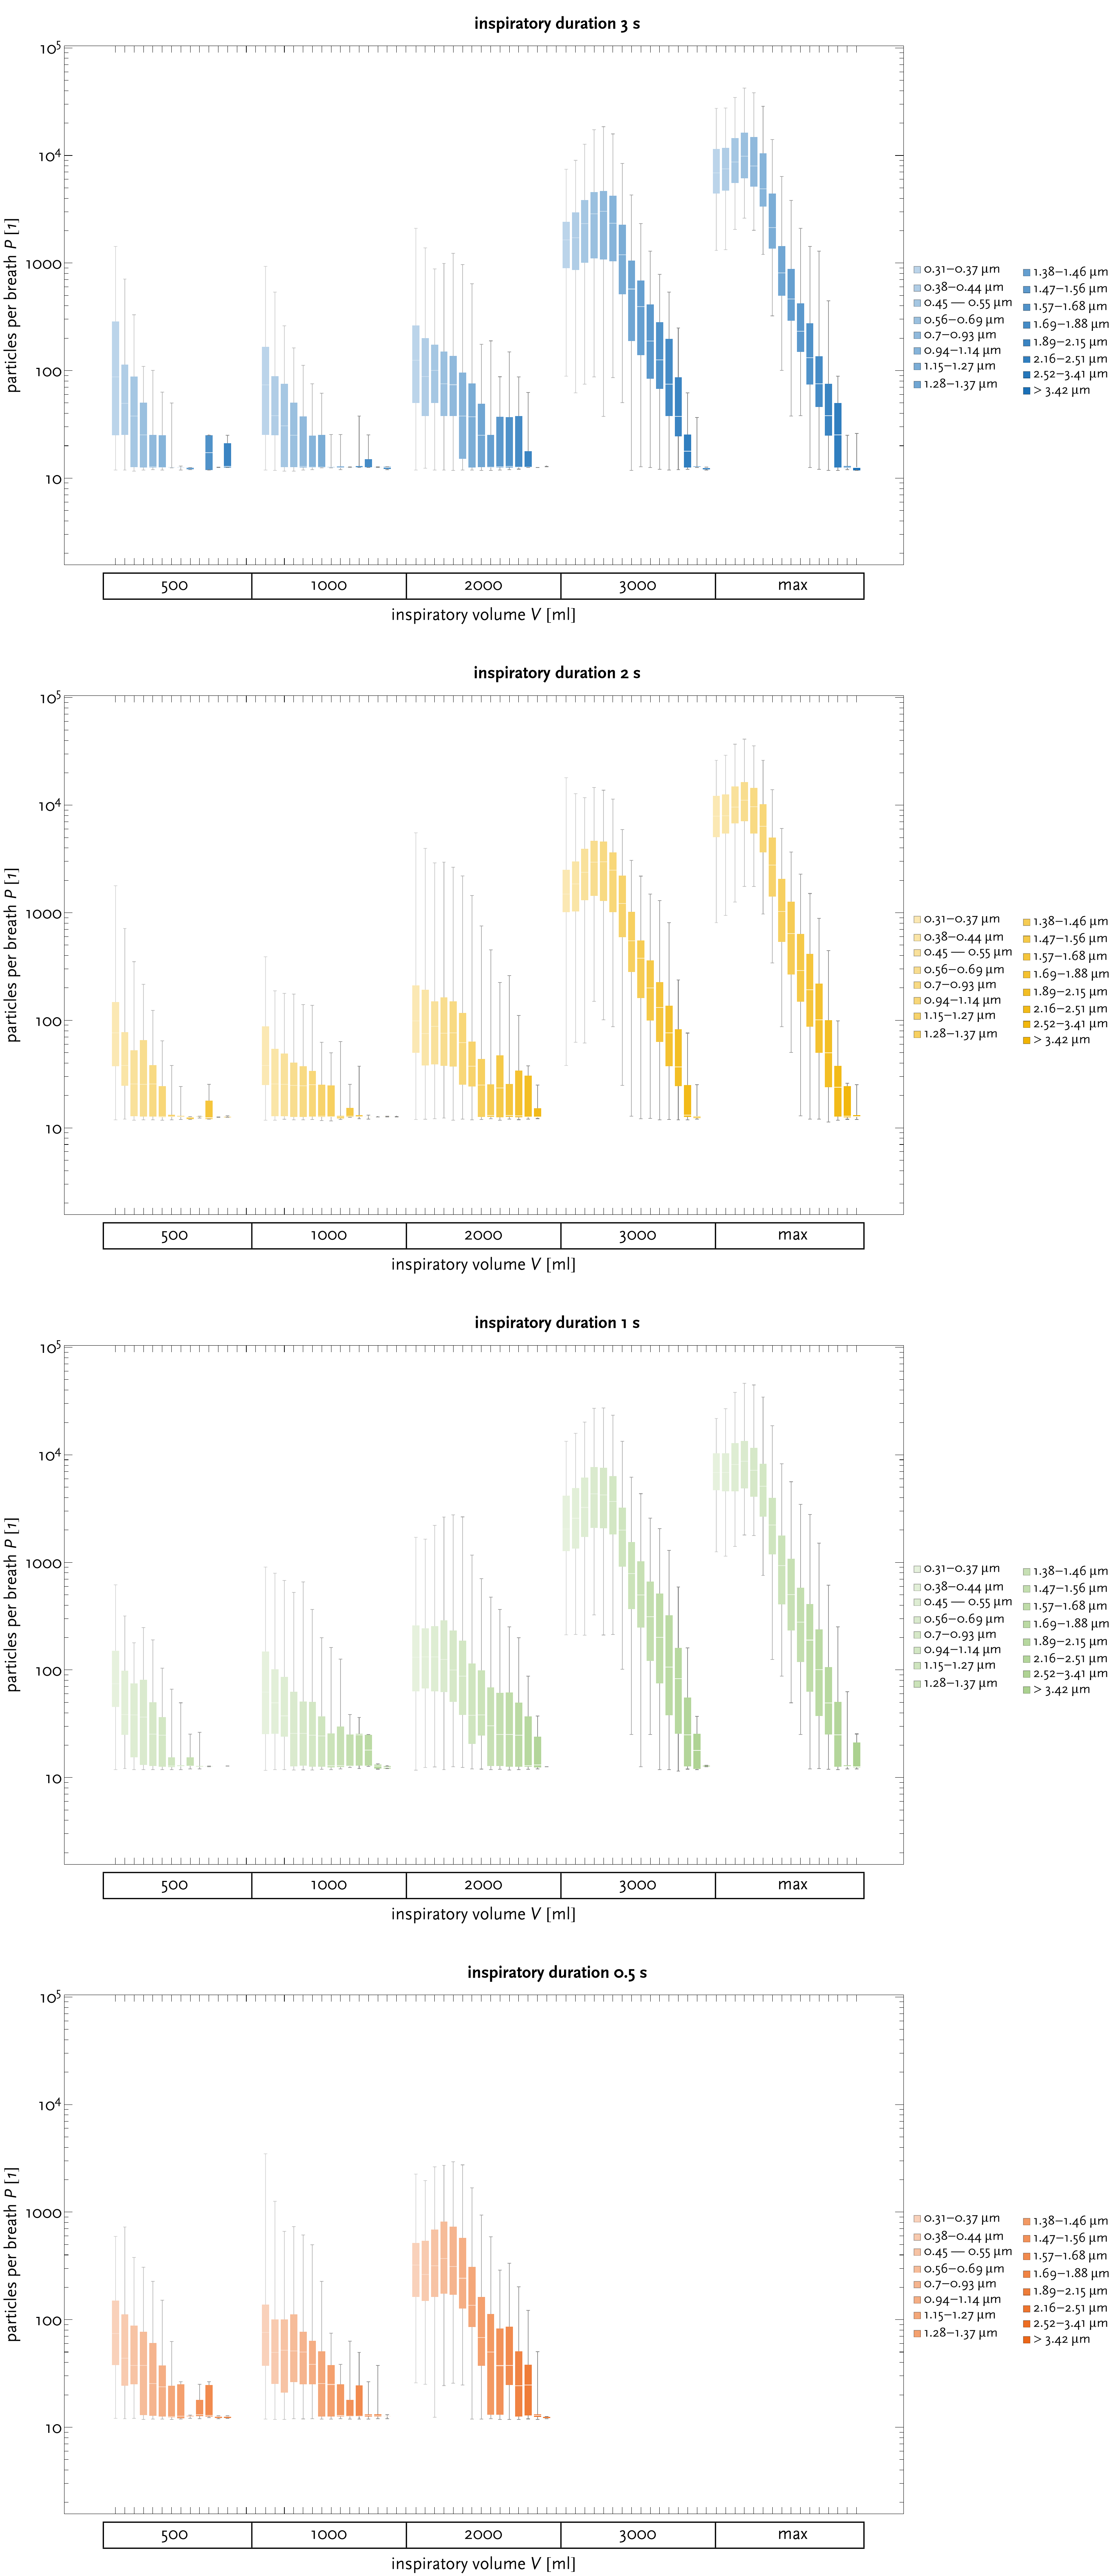 inspiratory duration 3 s
10⁵
10⁴
1000
100
10
particles per breath P [1]
500 1000 2000 3000 max
inspiratory volume V [ml]
0.31–0.37 µm
0.38–0.44 µm
0.45 — 0.55 µm
0.56–0.69 µm
0.7–0.93 µm
0.94–1.14 µm
1.15–1.27 µm
1.28–1.37 µm
1.38–1.46 µm
1.47–1.56 µm
1.57–1.68 µm
1.69–1.88 µm
1.89–2.15 µm
2.16–2.51 µm
2.52–3.41 µm
> 3.42 µm
inspiratory duration 2 s
10⁵
10⁴
1000
100
10
particles per breath P [1]
500 1000 2000 3000 max
inspiratory volume V [ml]
0.31–0.37 µm
0.38–0.44 µm
0.45 — 0.55 µm
0.56–0.69 µm
0.7–0.93 µm
0.94–1.14 µm
1.15–1.27 µm
1.28–1.37 µm
1.38–1.46 µm
1.47–1.56 µm
1.57–1.68 µm
1.69–1.88 µm
1.89–2.15 µm
2.16–2.51 µm
2.52–3.41 µm
> 3.42 µm
inspiratory duration 1 s
10⁵
10⁴
1000
100
10
particles per breath P [1]
500 1000 2000 3000 max
inspiratory volume V [ml]
0.31–0.37 µm
0.38–0.44 µm
0.45 — 0.55 µm
0.56–0.69 µm
0.7–0.93 µm
0.94–1.14 µm
1.15–1.27 µm
1.28–1.37 µm
1.38–1.46 µm
1.47–1.56 µm
1.57–1.68 µm
1.69–1.88 µm
1.89–2.15 µm
2.16–2.51 µm
2.52–3.41 µm
> 3.42 µm
inspiratory duration 0.5 s
10⁵
10⁴
1000
100
10
particles per breath P [1]
500 1000 2000 3000 max
inspiratory volume V [ml]
0.31–0.37 µm
0.38–0.44 µm
0.45 — 0.55 µm
0.56–0.69 µm
0.7–0.93 µm
0.94–1.14 µm
1.15–1.27 µm
1.28–1.37 µm
1.38–1.46 µm
1.47–1.56 µm
1.57–1.68 µm
1.69–1.88 µm
1.89–2.15 µm
2.16–2.51 µm
2.52–3.41 µm
> 3.42 µm